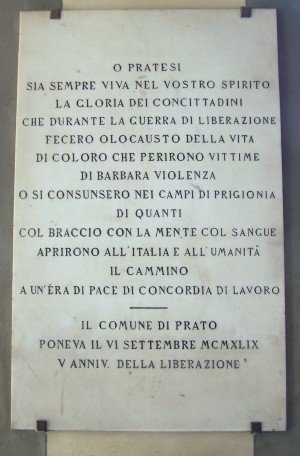 O PRATESI
SIA SEMPRE VIVA NEL VOSTRO SPIRITO
LA GLORIA DEI CONCITTADINI
CHE DURANTE LA GUERRA DI LIBERAZIONE
FECERO OLOCAUSTO DELLA VITA
DI COLORO CHE PERIRONO VITTIME
DI BARBARA VIOLENZA
O SI CONSUNSERO NEI CAMPI DI PRIGIONIA
DI QUANTI
COL BRACCIO CON LA MENTE COL SANGUE
APRIRONO ALL'ITALIA E ALL'UMANITÀ
IL CAMMINO
A UN'ÈRA DI PACE DI CONCORDIA DI LAVORO
IL COMUNE DI PRATO
PONEVA IL VI SETTEMBRE MCMXLIX
V ANNIV. DELLA LIBERAZIONE